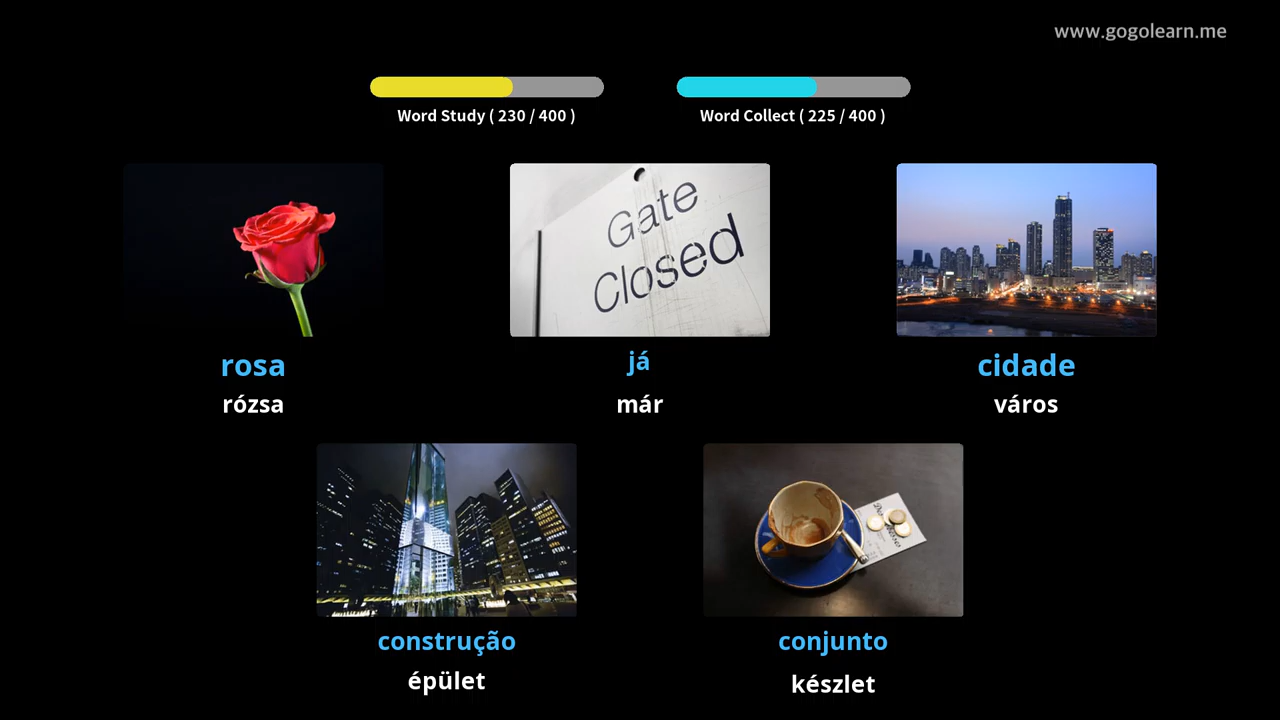 www.gogolearn.me
Word Study ( 230 / 400 )
Word Collect ( 225 / 400 )
Gate
Closed
rosa
já
cidade
rózsa
már
város
construção
conjunto
épület
készlet